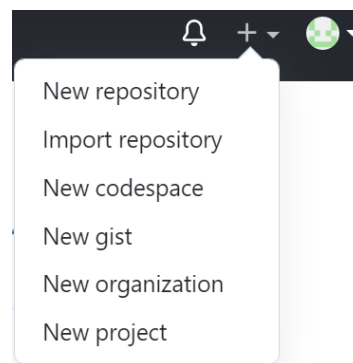 New repository
Import repository
New codespace
New gist
New organization
New project